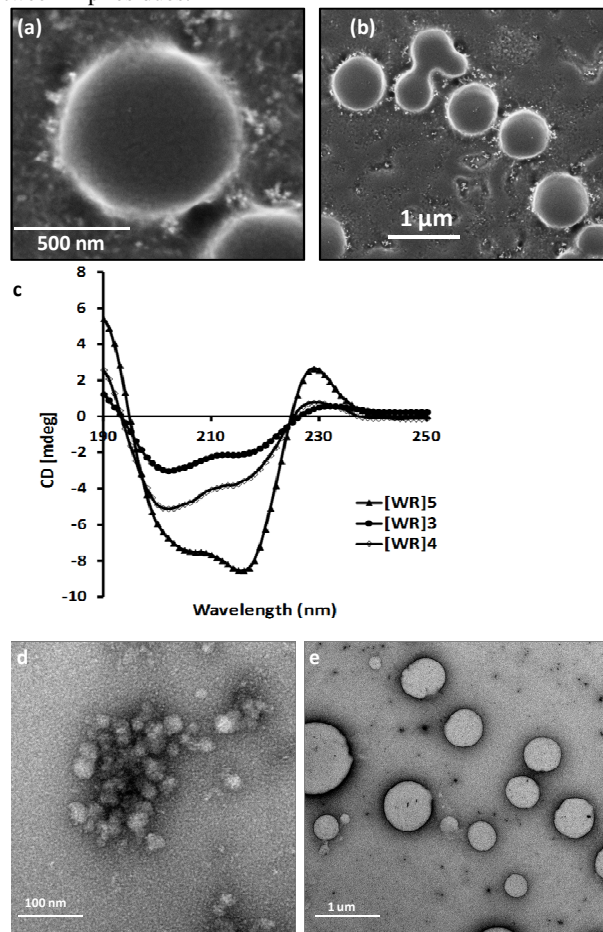 (a)
500 nm
(b)
1 µm
c
8
6
4
2
0
-2
-4
-6
-8
-10
CD [mdeg]
190 210 230 250
[WR]5
[WR]3
[WR]4
Wavelength (nm)
d
100 nm
e
1 um